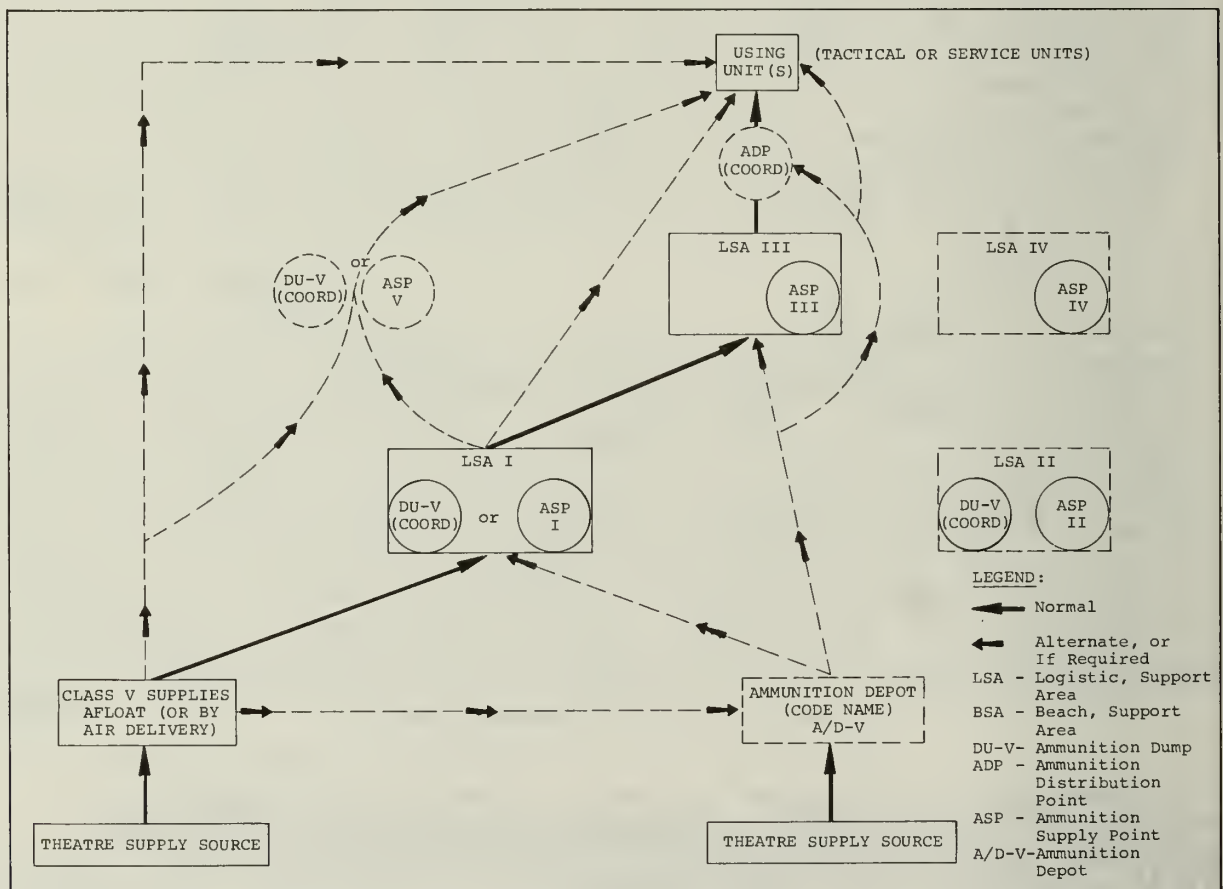 USING
UNIT(S)
(TACTICAL OR SERVICE UNITS)
ADP
(COORD)
LSA III
ASP
III
LSA IV
ASP
IV
DU-V
(COORD)
or
ASP
V
LSA I
DU-V
(COORD)
or
ASP
I
LSA II
DU-V
(COORD)
ASP
II
CLASS V SUPPLIES
AFLOAT (OR BY
AIR DELIVERY)
AMMUNITION DEPOT
(CODE NAME)
A/D-V
THEATRE SUPPLY SOURCE
THEATRE SUPPLY SOURCE
LEGEND:
Normal
Alternate, or
If Required
LSA - Logistic, Support
Area
BSA - Beach, Support
Area
DU-V- Ammunition Dump
ADP - Ammunition
Distribution
Point
ASP - Ammunition
Supply Point
A/D-V-Ammunition
Depot